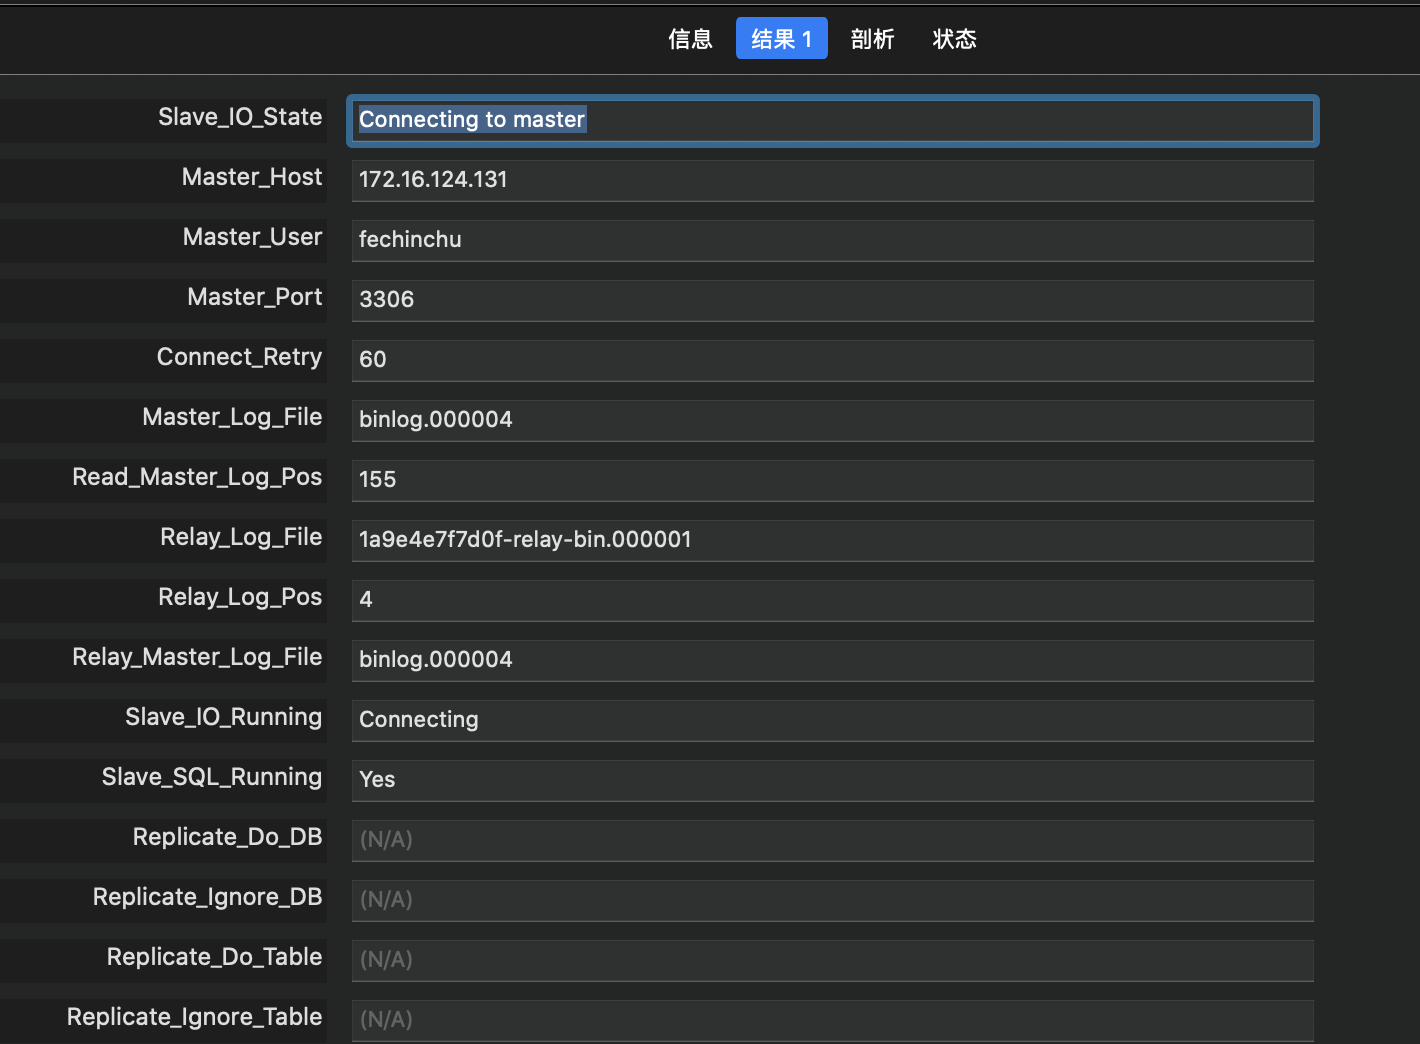 信息 结果 1 剖析 状态
Slave_IO_State Connecting to master
Master_Host 172.16.124.131
Master_User fechinchu
Master_Port 3306
Connect_Retry 60
Master_Log_File binlog.000004
Read_Master_Log_Pos 155
Relay_Log_File 1a9e4e7f7d0f-relay-bin.000001
Relay_Log_Pos 4
Relay_Master_Log_File binlog.000004
Slave_IO_Running Connecting
Slave_SQL_Running Yes
Replicate_Do_DB (N/A)
Replicate_Ignore_DB (N/A)
Replicate_Do_Table (N/A)
Replicate_Ignore_Table (N/A)